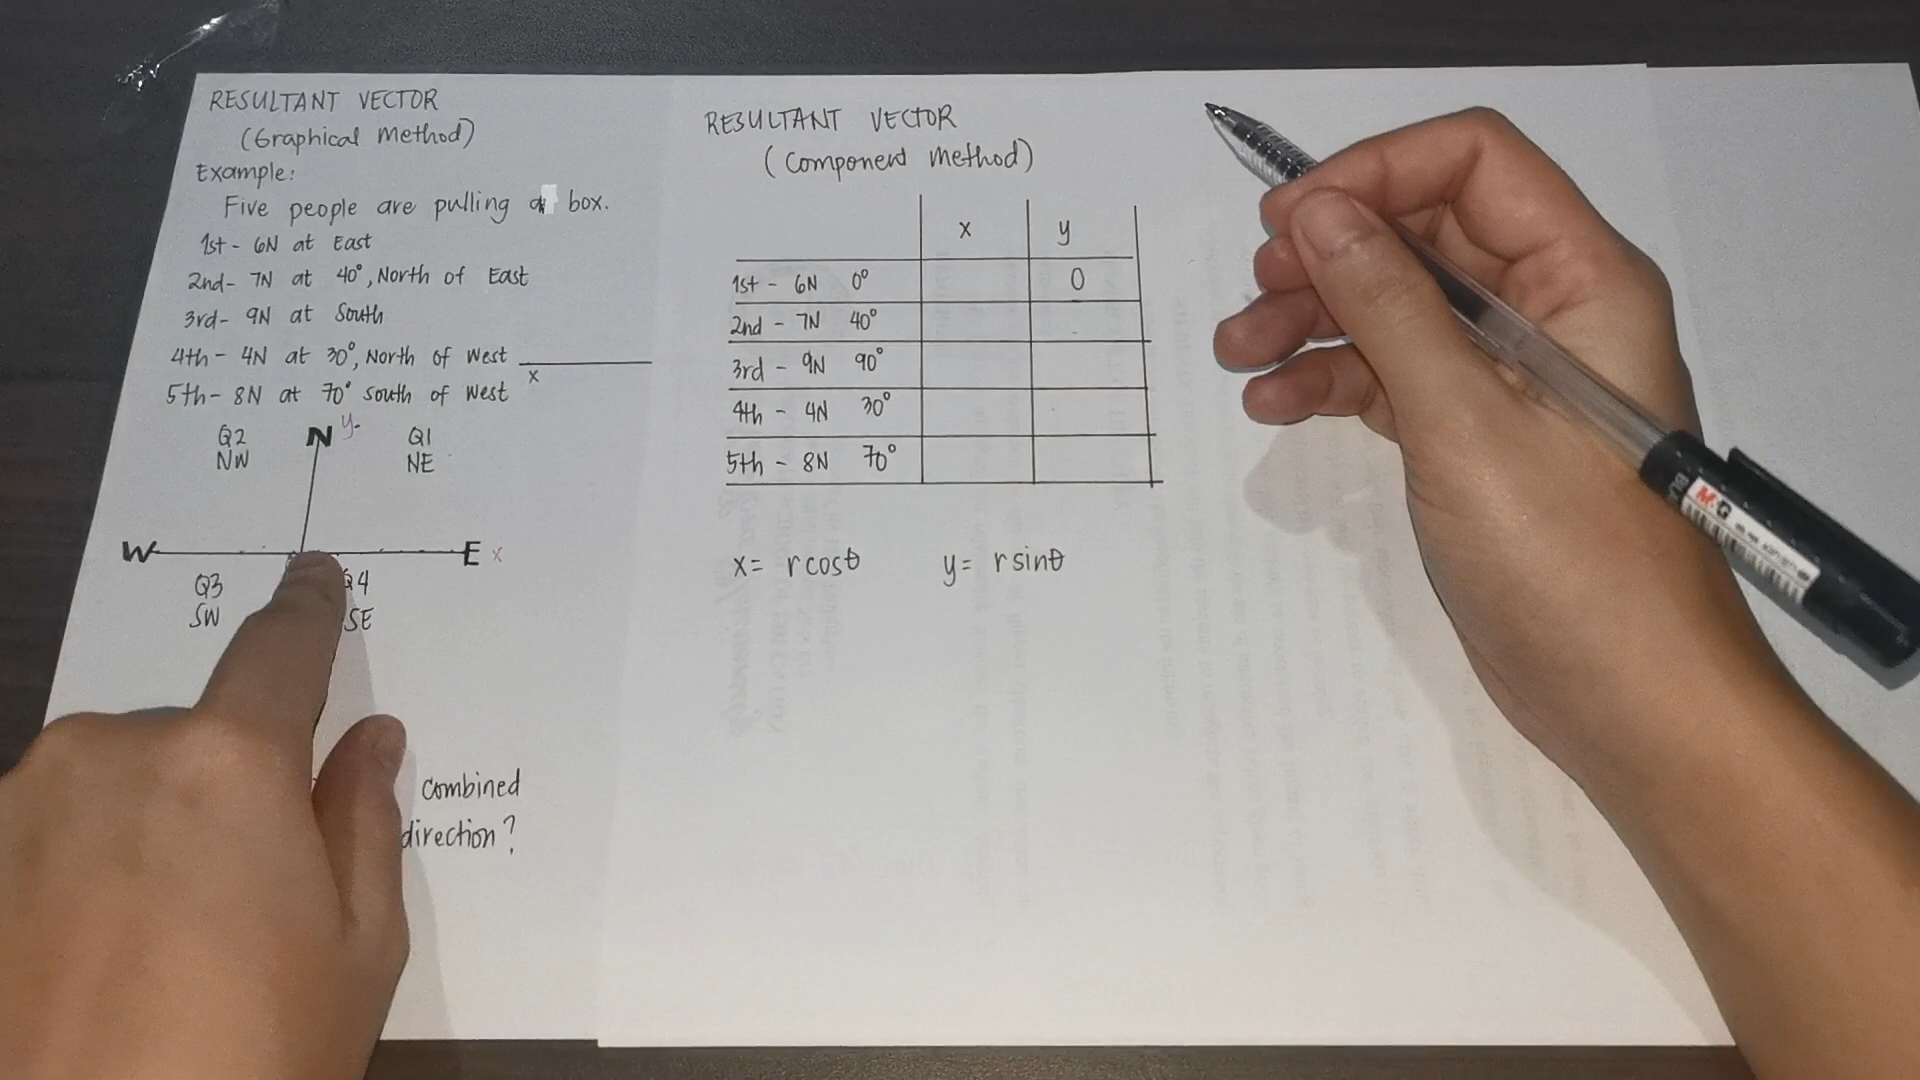 RESULTANT VECTOR
(Graphical Method)
Example:
Five people are pulling a box.
1st - 6N at East
2nd- 7N at 40°, North of East
3rd- 9N at South
4th- 4N at 30°, North of West
x
5th- 8N at 70° south of West
Q2 N y Q1
NW NE
W E x
Q3 Q4
SW SE
combined
direction?
RESULTANT VECTOR
(Component Method)
x y
1st - 6N 0° 0
2nd - 7N 40°
3rd - 9N 90°
4th - 4N 30°
5th - 8N 70°
x= rcosθ y= rsinθ
M&G